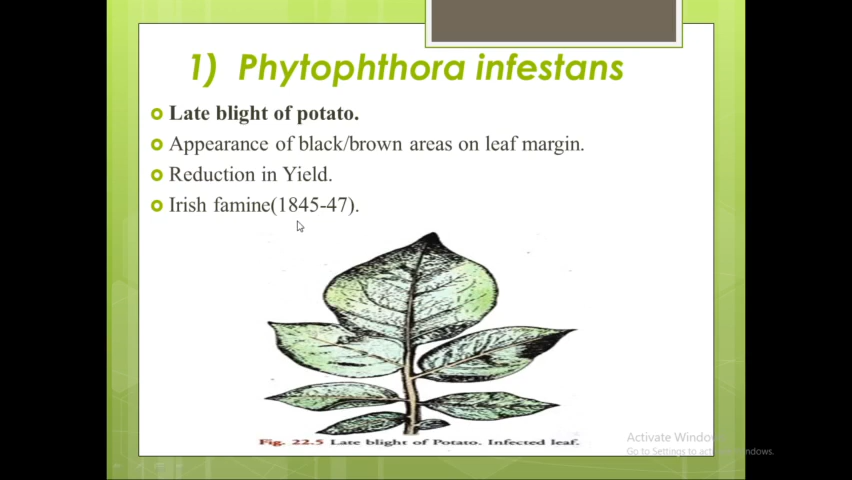 1) Phytophthora infestans
Late blight of potato.
Appearance of black/brown areas on leaf margin.
Reduction in Yield.
Irish famine(1845-47).
Fig. 22.5 Late blight of Potato. Infected leaf.
Activate Windows
Go to Settings to activate Windows.